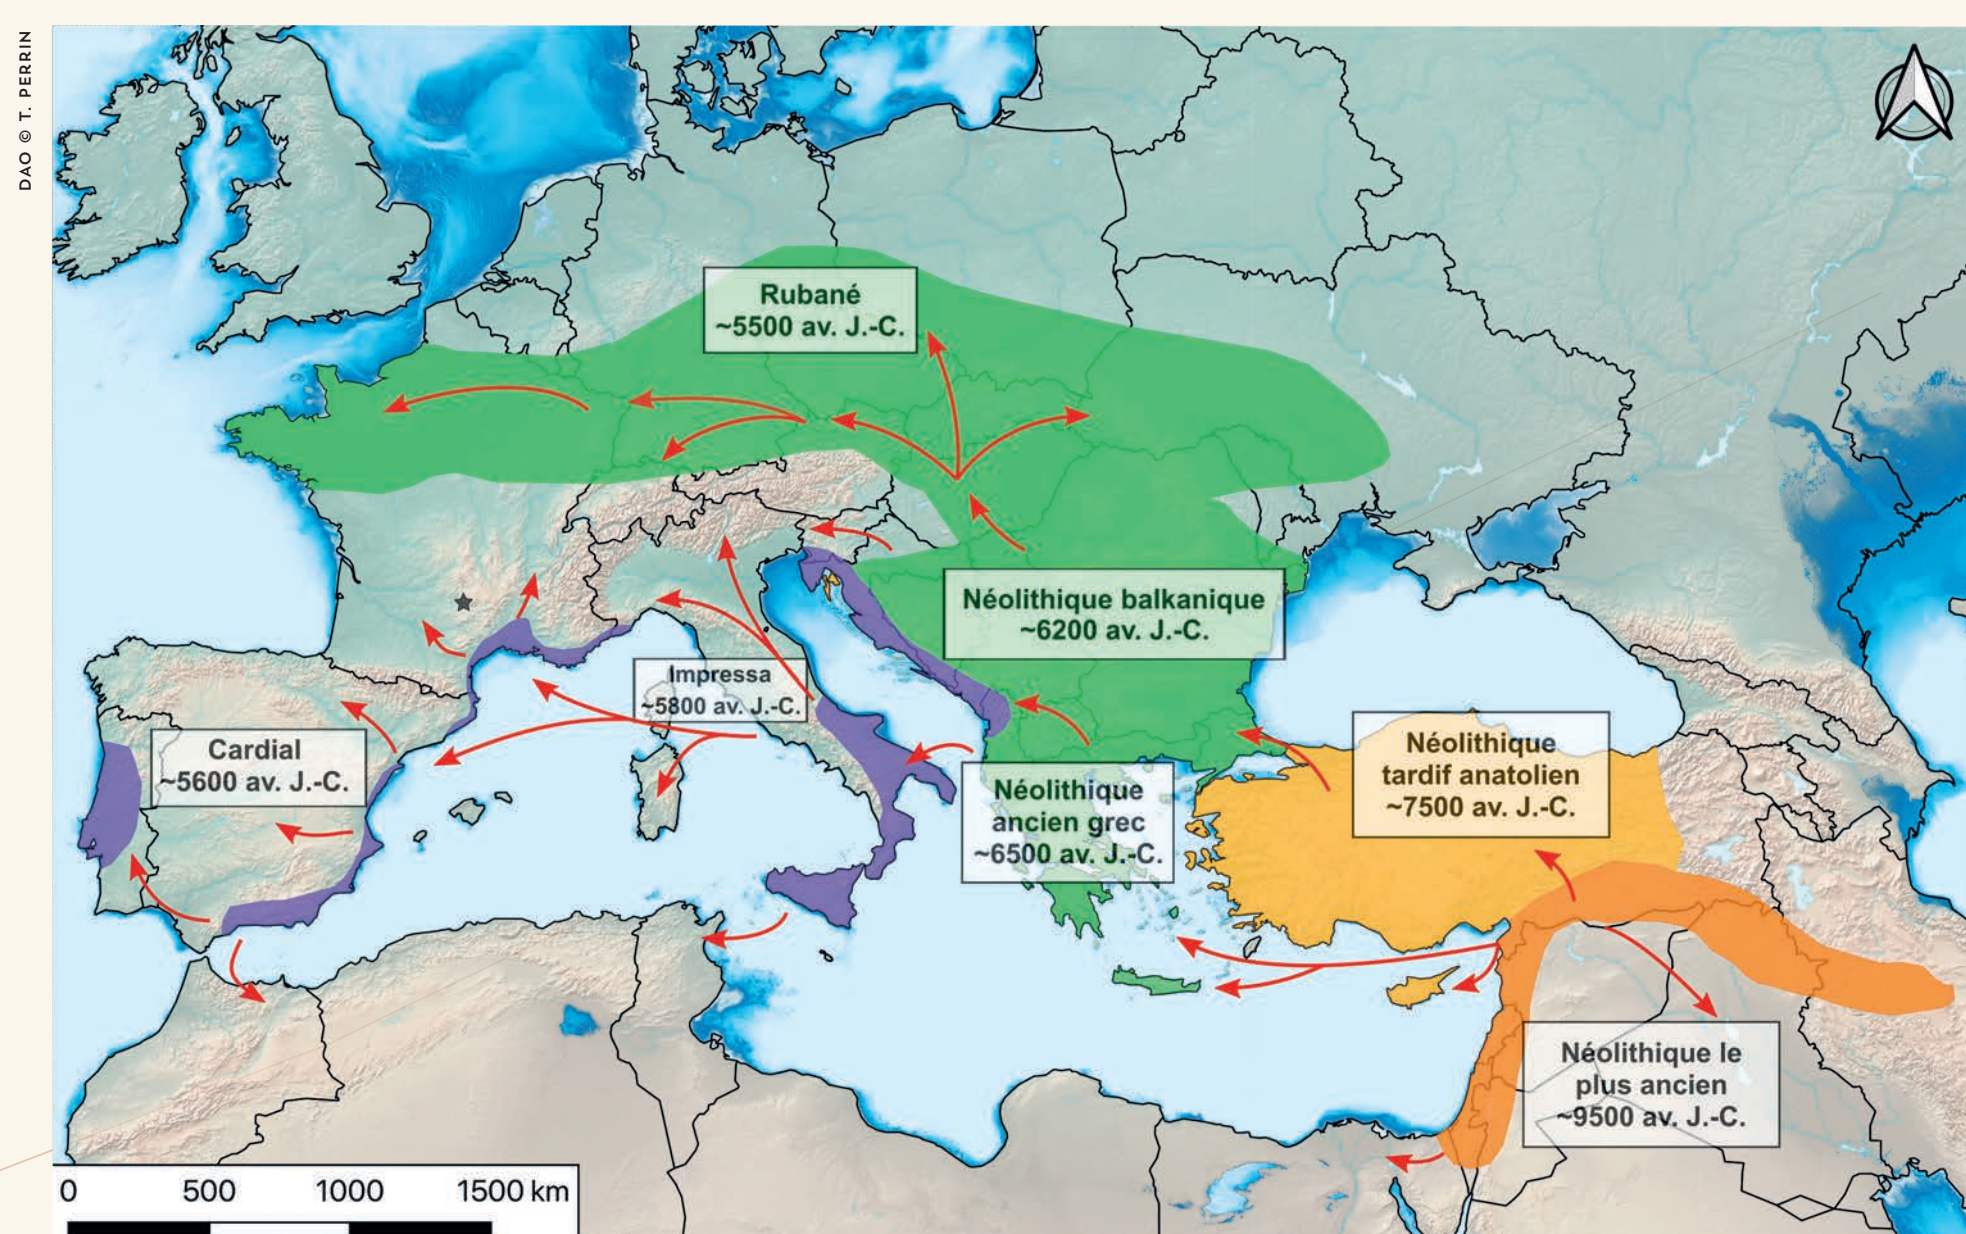 DAO © T. PERRIN
Rubané
~5500 av. J.-C.
Néolithique balkanique
~6200 av. J.-C.
Impressa
~5800 av. J.-C.
Cardial
~5600 av. J.-C.
Néolithique
tardif anatolien
~7500 av. J.-C.
Néolithique
ancien grec
~6500 av. J.-C.
Néolithique le
plus ancien
~9500 av. J.-C.
0 500 1000 1500 km